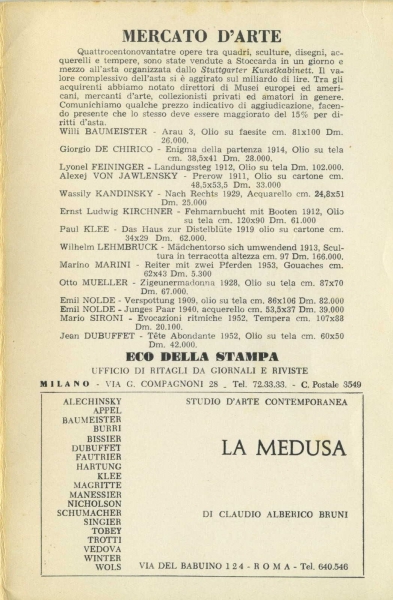 MERCATO D'ARTE
Quattrocentonovantatre opere tra quadri, sculture, disegni, ac-
querelli e tempere, sono state vendute a Stoccarda in un giorno e
mezzo all'asta organizzata dallo Stuttgarter Kunstkabinett. Il va-
lore complessivo dell'asta si è aggirato sul miliardo di lire. Tra gli
acquirenti abbiamo notato direttori di Musei europei ed ameri-
cani, mercanti d'arte, collezionisti privati ed amatori in genere.
Comunichiamo qualche prezzo indicativo di aggiudicazione, facen-
do presente che lo stesso deve essere maggiorato del 15% per di-
ritti d'asta.
Willi BAUMEISTER - Arau 3, Olio su faesite cm. 81x100 Dm.
26.000.
Giorgio DE CHIRICO - Enigma della partenza 1914, Olio su tela
cm. 38,5x41 Dm. 28.000.
Lyonel FEININGER - Landungssteg 1912, Olio su tela Dm. 102.000.
Alexej VON JAWLENSKY - Prerow 1911, Olio su cartone cm.
48,5x53,5 Dm. 33.000
Wassily KANDINSKY - Nach Rechts 1929, Acquarello cm. 24,8x51
Dm. 25.000
Ernst Ludwig KIRCHNER - Fehmarnbucht mit Booten 1912, Olio
su tela cm. 120x90 Dm. 61.000
Paul KLEE - Das Haus zur Distelblüte 1919 olio su cartone cm.
34x29 Dm. 62.000.
Wilhelm LEHMBRUCK - Mädchentorso sich umwendend 1913, Scul-
tura in terracotta altezza cm. 97 Dm. 166.000,
Marino MARINI - Reiter mit zwei Pferden 1953, Gouaches cm.
62x43 Dm. 5.300
Otto MUELLER - Zigeunermadonna 1928, Olio su tela cm. 87x70
Dm. 67.000.
Emil NOLDE - Verspottung 1909, olio su tela cm. 86x106 Dm. 82.000
Emil NOLDE - Junges Paar 1940, acquerello cm. 53,5x37 Dm. 39.000
Mario SIRONI - Evocazioni ritmiche 1952, Tempera cm. 107x88
Dm. 20.100.
Jean DUBUFFET - Tête Abondante 1952, Olio su tela cm. 60x50
Dm. 42.000.
ECO DELLA STAMPA
UFFICIO DI RITAGLI DA GIORNALI E RIVISTE
MILANO - VIA G. COMPAGNONI 28 _ Tel. 72.33.33. - C. Postale 3549
ALECHINSKY
APPEL
BAUMEISTER
BURRI
BISSIER
DUBUFFET
FAUTRIER
HARTUNG
KLEE
MAGRITTE
MANESSIER
NICHOLSON
SCHUMACHER
SINGIER
TOBEY
TROTTI
VEDOVA
WINTER
WOLS
STUDIO D'ARTE CONTEMPORANEA
LA MEDUSA
DI CLAUDIO ALBERICO BRUNI
VIA DEL BABUINO 124 - ROMA - Tel. 640.546